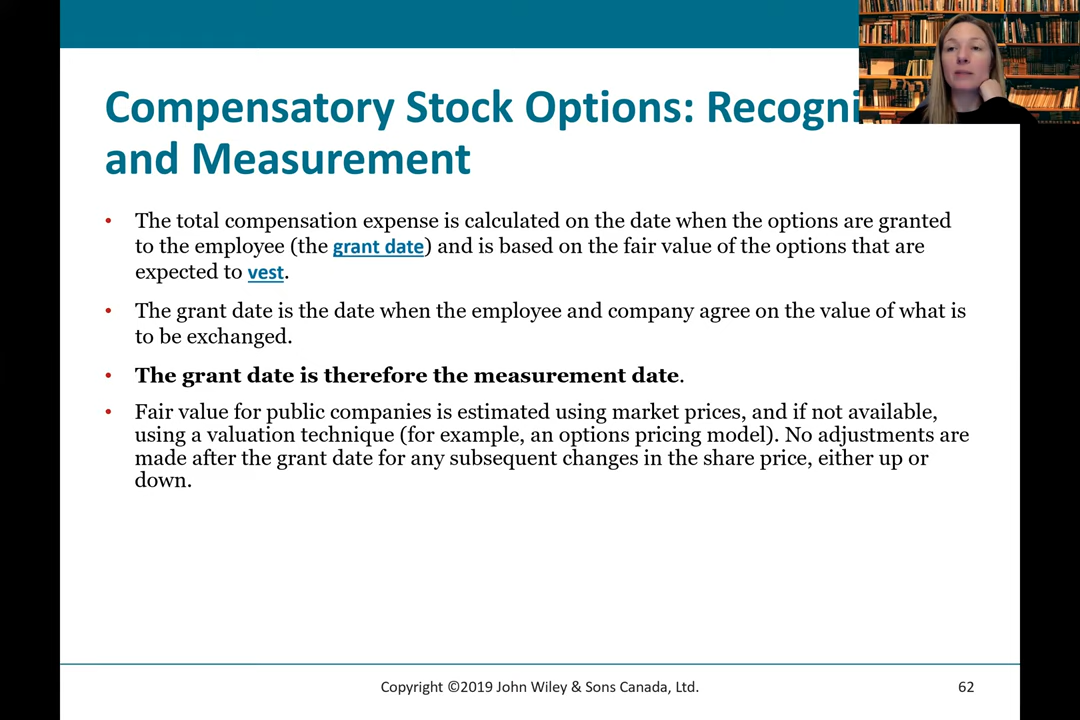 Compensatory Stock Options: Recogni
and Measurement
• The total compensation expense is calculated on the date when the options are granted
to the employee (the grant date) and is based on the fair value of the options that are
expected to vest.
• The grant date is the date when the employee and company agree on the value of what is
to be exchanged.
• The grant date is therefore the measurement date.
• Fair value for public companies is estimated using market prices, and if not available,
using a valuation technique (for example, an options pricing model). No adjustments are
made after the grant date for any subsequent changes in the share price, either up or
down.
Copyright ©2019 John Wiley & Sons Canada, Ltd.
62